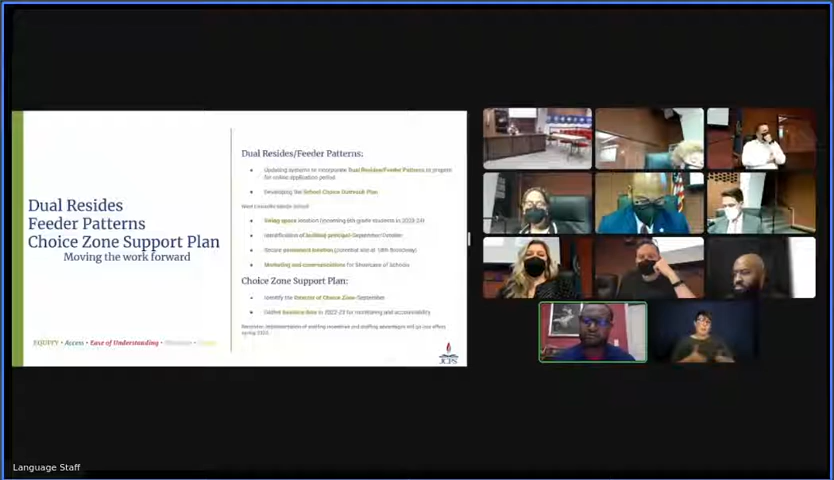 Dual Resides
Feeder Patterns
Choice Zone Support Plan
Moving the work forward
EQUITY • Access • Ease of Understanding •
Dual Resides/Feeder Patterns:
Updating systems to incorporate Dual Resides/Feeder Patterns to prepare
for online application period
Developing the School Choice Outreach Plan
Swing space location (incoming 6th grade students in 2023-24)
Identification of building principal-September/October
Secure permanent location (potential site at 18th Broadway)
Marketing and communications for Showcase of Schools
Choice Zone Support Plan:
Identify the Director of Choice Zone-September
baseline data in 2022-23 for monitoring and accountability
JCPS
Language Staff